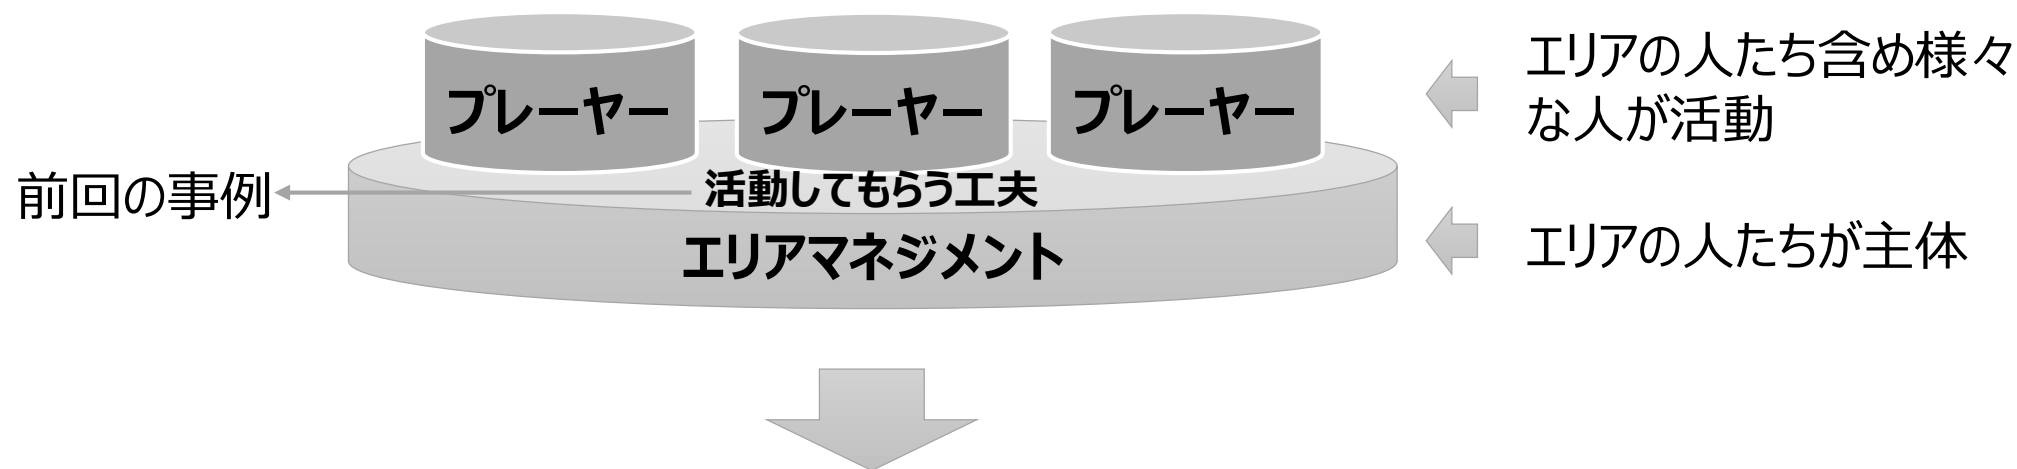 プレーヤー
プレーヤー
プレーヤー
エリアの人たち含め様々
な人が活動
前回の事例
活動してもらう工夫
エリアマネジメント
エリアの人たちが主体